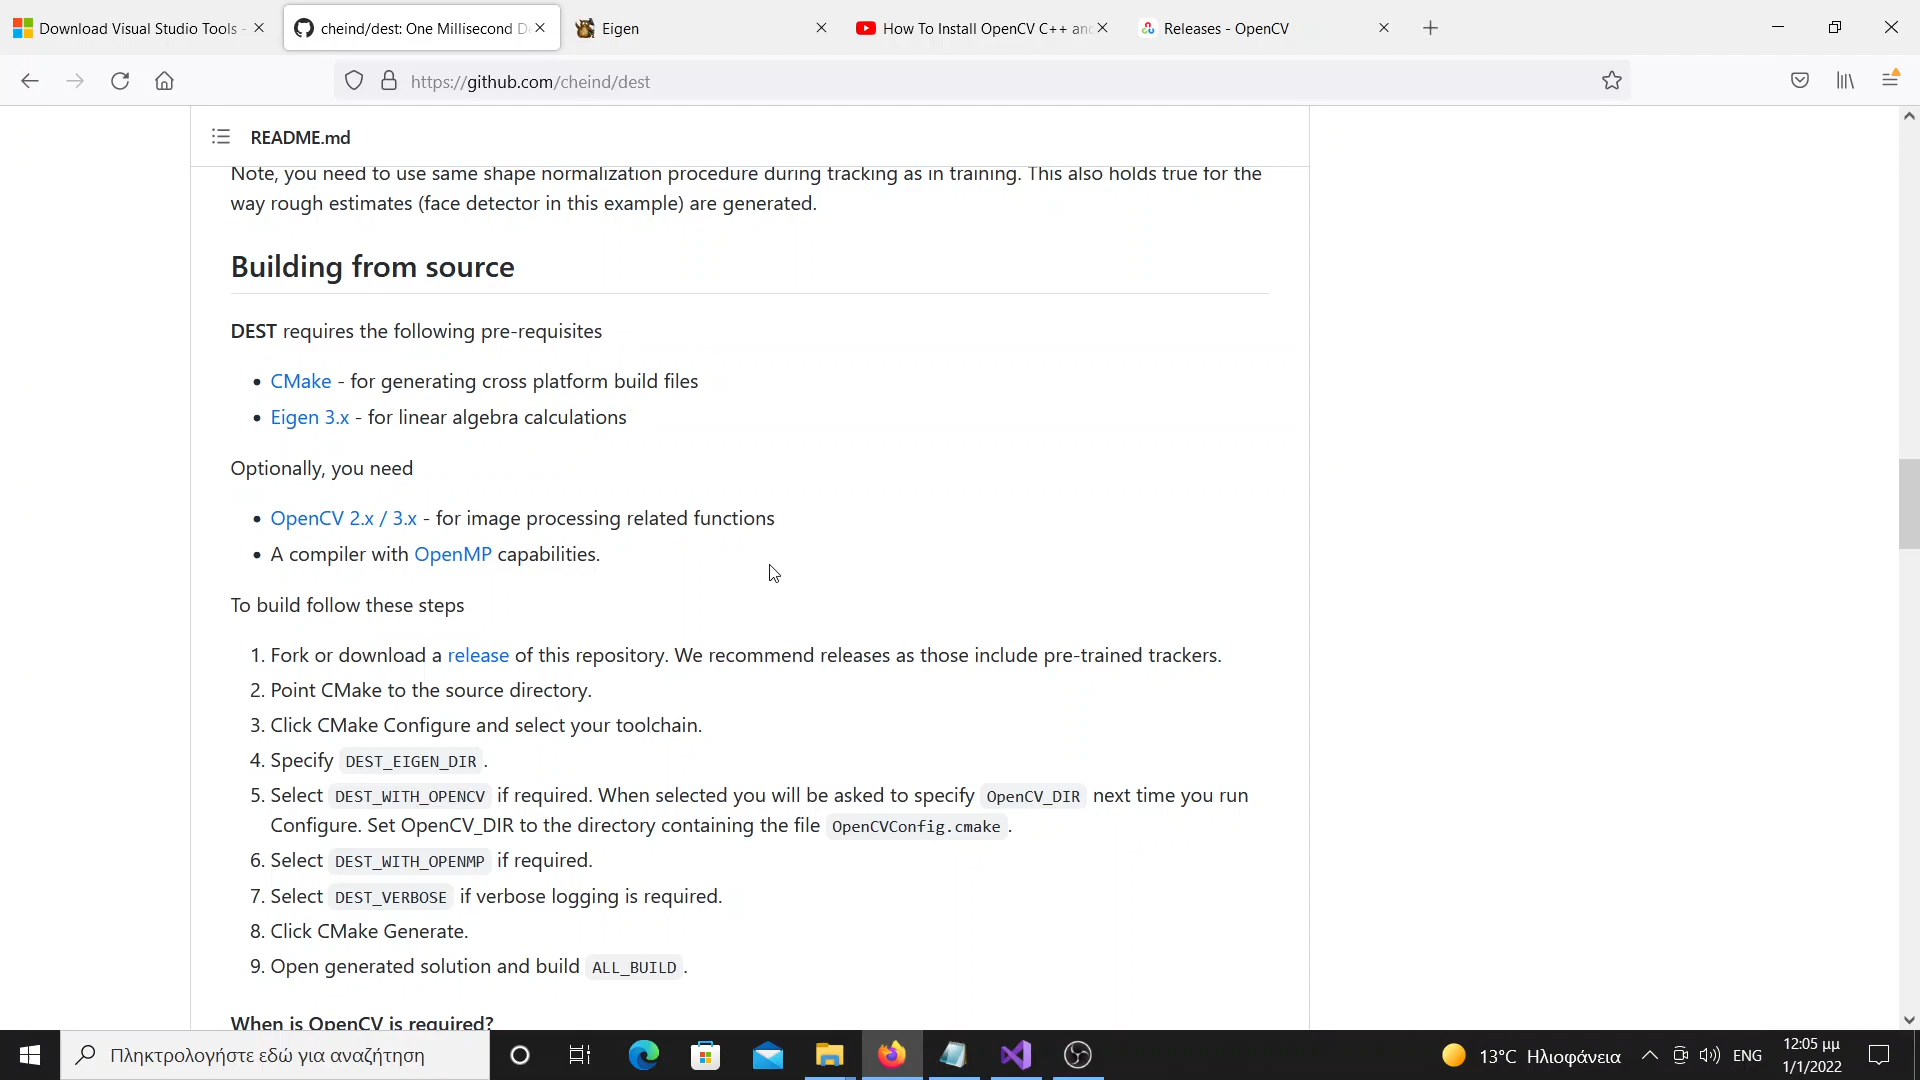 Download Visual Studio Tools -
cheind/dest: One Millisecond De
Eigen
How To Install OpenCV C++ and
Releases - OpenCV
https://github.com/cheind/dest
README.md
Note, you need to use same shape normalization procedure during tracking as in training. This also holds true for the
way rough estimates (face detector in this example) are generated.
Building from source
DEST requires the following pre-requisites
• CMake - for generating cross platform build files
• Eigen 3.x - for linear algebra calculations
Optionally, you need
• OpenCV 2.x / 3.x - for image processing related functions
• A compiler with OpenMP capabilities.
To build follow these steps
1. Fork or download a release of this repository. We recommend releases as those include pre-trained trackers.
2. Point CMake to the source directory.
3. Click CMake Configure and select your toolchain.
4. Specify DEST_EIGEN_DIR.
5. Select DEST_WITH_OPENCV if required. When selected you will be asked to specify OpenCV_DIR next time you run
Configure. Set OpenCV_DIR to the directory containing the file OpenCVConfig.cmake.
6. Select DEST_WITH_OPENMP if required.
7. Select DEST_VERBOSE if verbose logging is required.
8. Click CMake Generate.
9. Open generated solution and build ALL_BUILD.
When is OpenCV is required?
Πληκτρολογήστε εδώ για αναζήτηση
13°C Ηλιοφάνεια
ENG
12:05 μμ
1/1/2022